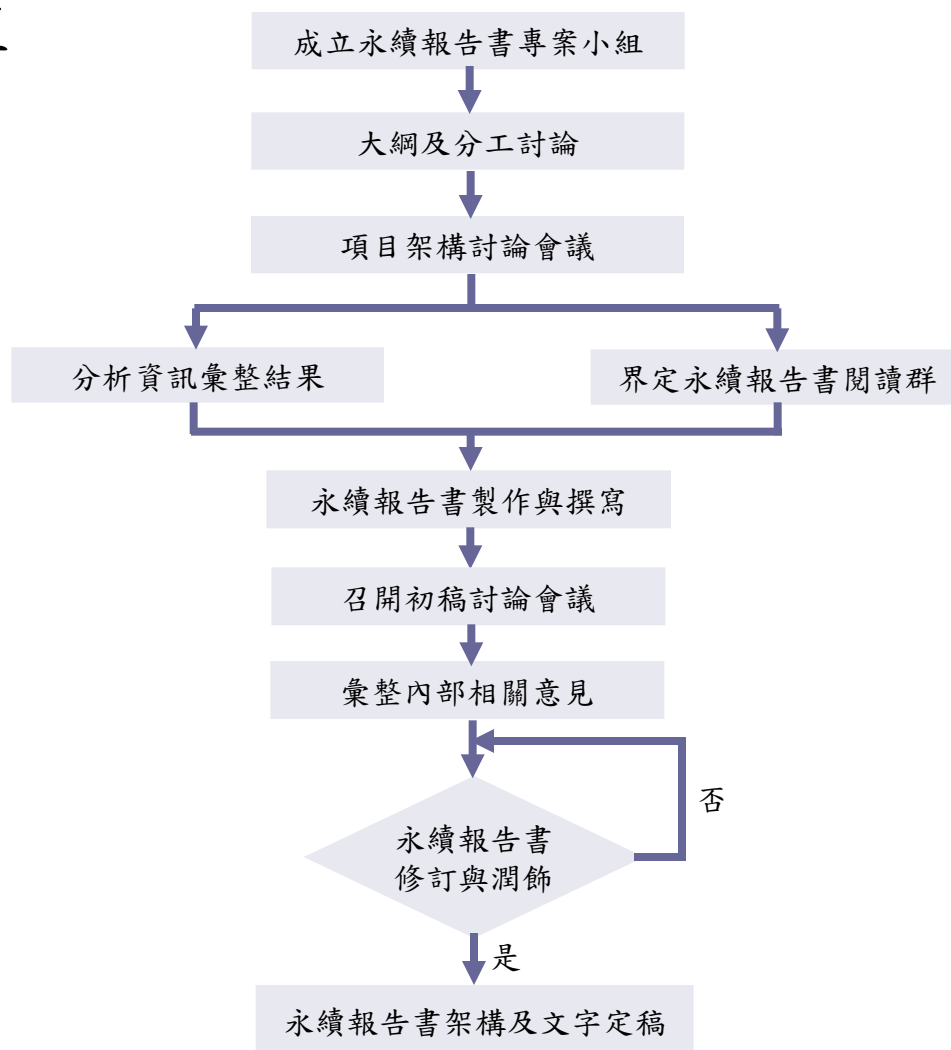 成立永續報告書專案小組
大綱及分工討論
項目架構討論會議
分析資訊彙整結果
界定永續報告書閱讀群
永續報告書製作與撰寫
召開初稿討論會議
彙整內部相關意見
永續報告書
修訂與潤飾
否
是
永續報告書架構及文字定稿